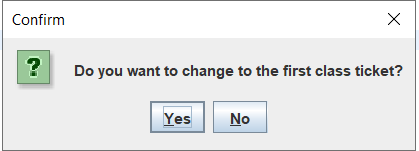 Confirm
Do you want to change to the first class ticket?
Yes No